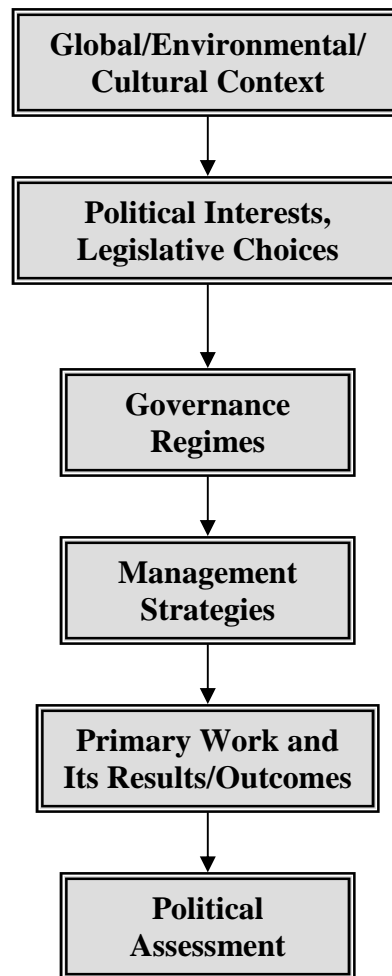 Global/Environmental/
Cultural Context
Political Interests,
Legislative Choices
Governance
Regimes
Management
Strategies
Primary Work and
Its Results/Outcomes
Political
Assessment